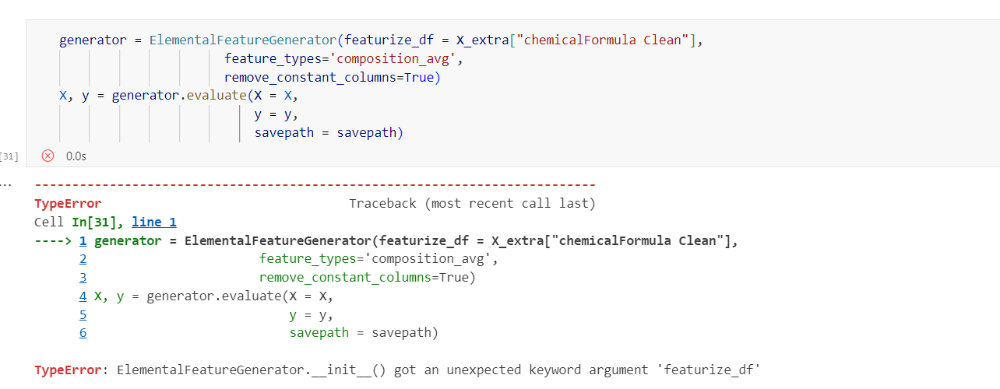 generator = ElementalFeatureGenerator(featurize_df = X_extra["chemicalFormula Clean"],
feature_types='composition_avg',
remove_constant_columns=True)
X, y = generator.evaluate(X = X,
y = y,
savepath = savepath)
[31] 0.0s
...
---------------------------------------------------------------------------
TypeError Traceback (most recent call last)
Cell In[31], line 1
----> 1 generator = ElementalFeatureGenerator(featurize_df = X_extra["chemicalFormula Clean"],
2 feature_types='composition_avg',
3 remove_constant_columns=True)
4 X, y = generator.evaluate(X = X,
5 y = y,
6 savepath = savepath)
TypeError: ElementalFeatureGenerator.__init__() got an unexpected keyword argument 'featurize_df'